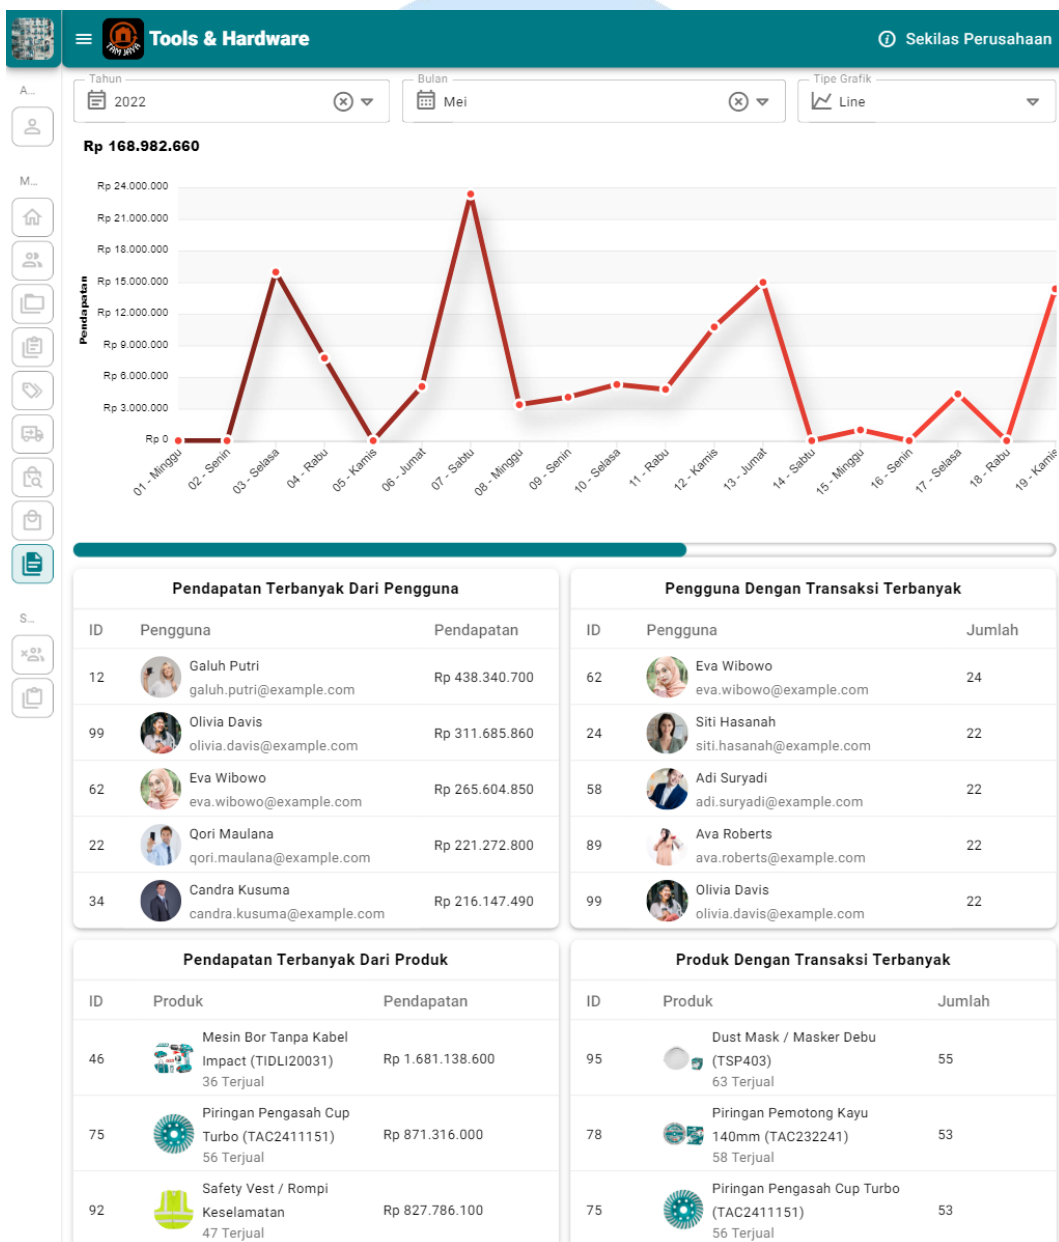 TAM JAYA
Tools & Hardware
Sekilas Perusahaan
A...
M...
S...
Tahun
2022
Bulan
Mei
Tipe Grafik
Line
Rp 168.982.660
Pendapatan
Rp 24.000.000
Rp 21.000.000
Rp 18.000.000
Rp 15.000.000
Rp 12.000.000
Rp 9.000.000
Rp 6.000.000
Rp 3.000.000
Rp 0
01 - Minggu
02 - Senin
03 - Selasa
04 - Rabu
05 - Kamis
06 - Jumat
07 - Sabtu
08 - Minggu
09 - Senin
10 - Selasa
11 - Rabu
12 - Kamis
13 - Jumat
14 - Sabtu
15 - Minggu
16 - Senin
17 - Selasa
18 - Rabu
19 - Kamis
Pendapatan Terbanyak Dari Pengguna
ID Pengguna Pendapatan
12 Galuh Putri Rp 438.340.700
galuh.putri@example.com
99 Olivia Davis Rp 311.685.860
olivia.davis@example.com
62 Eva Wibowo Rp 265.604.850
eva.wibowo@example.com
22 Qori Maulana Rp 221.272.800
qori.maulana@example.com
34 Candra Kusuma Rp 216.147.490
candra.kusuma@example.com
Pengguna Dengan Transaksi Terbanyak
ID Pengguna Jumlah
62 Eva Wibowo 24
eva.wibowo@example.com
24 Siti Hasanah 22
siti.hasanah@example.com
58 Adi Suryadi 22
adi.suryadi@example.com
89 Ava Roberts 22
ava.roberts@example.com
99 Olivia Davis 22
olivia.davis@example.com
Pendapatan Terbanyak Dari Produk
ID Produk Pendapatan
Mesin Bor Tanpa Kabel
46 Impact (TIDLI20031) Rp 1.681.138.600
36 Terjual
Piringan Pengasah Cup
75 Turbo (TAC2411151) Rp 871.316.000
56 Terjual
Safety Vest / Rompi
92 Keselamatan Rp 827.786.100
47 Terjual
Produk Dengan Transaksi Terbanyak
ID Produk Jumlah
Dust Mask / Masker Debu
95 (TSP403) 55
63 Terjual
Piringan Pemotong Kayu
78 140mm (TAC232241) 53
58 Terjual
Piringan Pengasah Cup Turbo
75 (TAC2411151) 53
56 Terjual